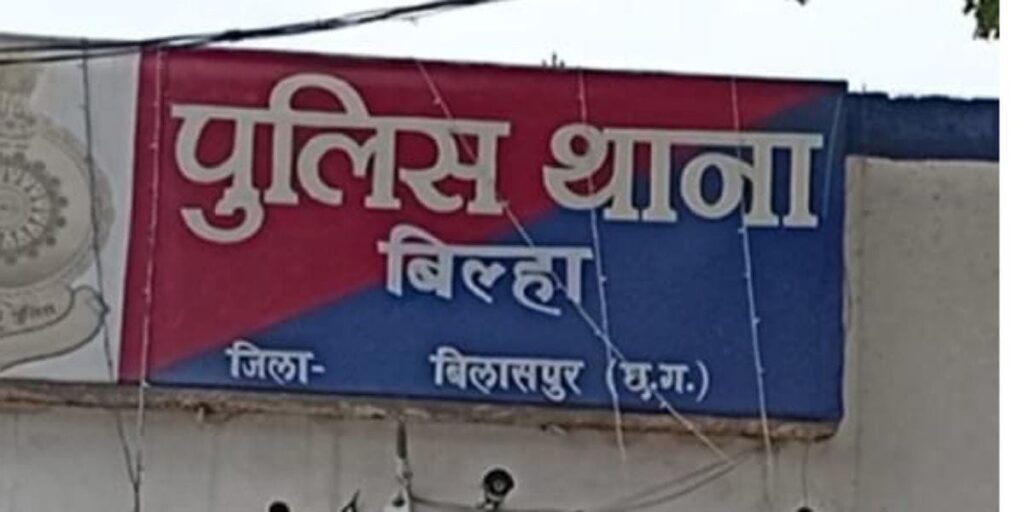 पुलिस थाना
बिल्हा
जिला- बिलासपुर (छ.ग.)
पुलिस